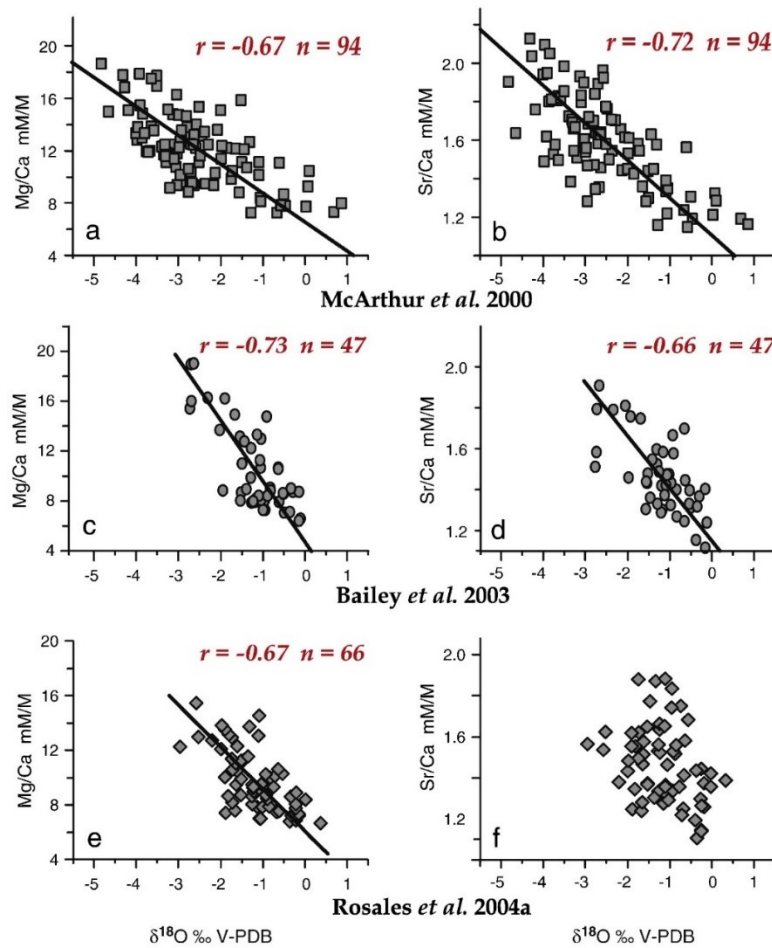 r = -0.67 n = 94
20
16
12
8
4
Mg/Ca mM/M
a
-5 -4 -3 -2 -1 0 1
r = -0.72 n = 94
2.0
1.6
1.2
Sr/Ca mM/M
b
-5 -4 -3 -2 -1 0 1
McArthur et al. 2000
r = -0.73 n = 47
20
16
12
8
4
Mg/Ca mM/M
c
-5 -4 -3 -2 -1 0 1
r = -0.66 n = 47
2.0
1.6
1.2
Sr/Ca mM/M
d
-5 -4 -3 -2 -1 0 1
Bailey et al. 2003
r = -0.67 n = 66
20
16
12
8
4
Mg/Ca mM/M
e
-5 -4 -3 -2 -1 0 1
2.0
1.6
1.2
Sr/Ca mM/M
f
-5 -4 -3 -2 -1 0 1
Rosales et al. 2004a
δ¹⁸O ‰ V-PDB
δ¹⁸O ‰ V-PDB